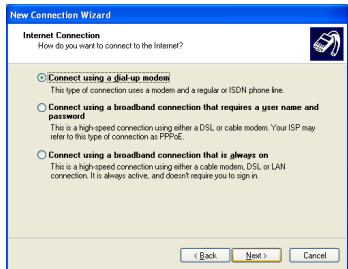 New Connection Wizard
Internet Connection
How do you want to connect to the Internet?
Connect using a dial-up modem
This type of connection uses a modem and a regular or ISDN phone line.
Connect using a broadband connection that requires a user name and
password
This is a high-speed connection using either a DSL or cable modem. Your ISP may
refer to this type of connection as PPPoE.
Connect using a broadband connection that is always on
This is a high-speed connection using either a cable modem, DSL or LAN
connection. It is always active, and doesn't require you to sign in.
< Back Next > Cancel